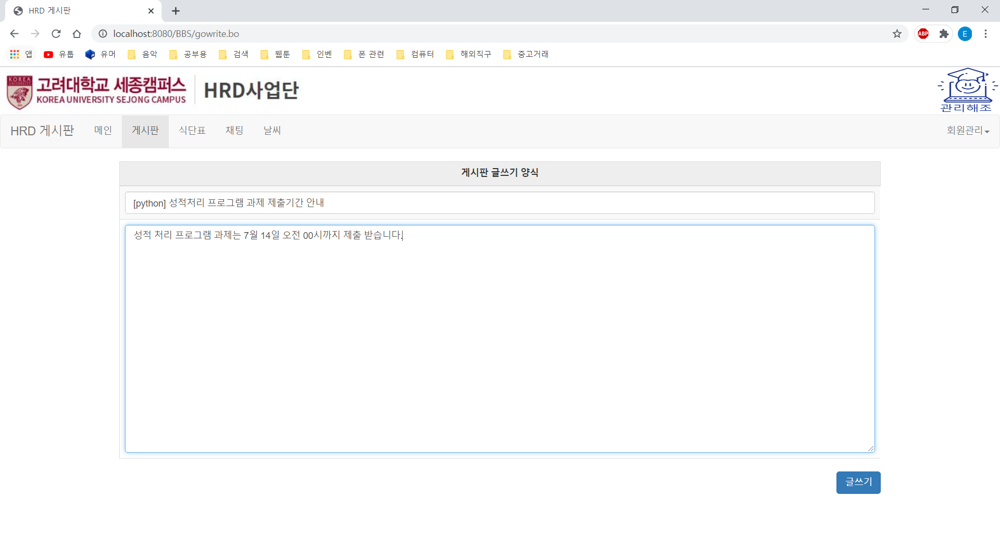 HRD 게시판
localhost:8080/BBS/gowrite.bo
ABP
E
앱 유튭 유머 음악 공부용 검색 웹툰 인벤 폰 관련 컴퓨터 해외직구 중고거래
KOREA
고려대학교 세종캠퍼스
KOREA UNIVERSITY SEJONG CAMPUS
HRD사업단
관리해조
HRD 게시판 메인 게시판 식단표 채팅 날씨 회원관리
게시판 글쓰기 양식
[python] 성적처리 프로그램 과제 제출기간 안내
성적 처리 프로그램 과제는 7월 14일 오전 00시까지 제출 받습니다.
글쓰기